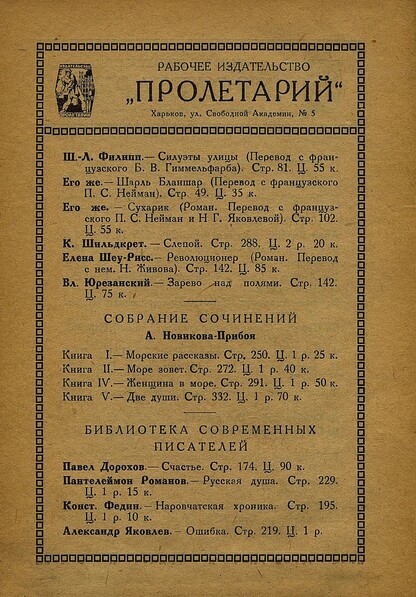 РАБОЧЕЕ ИЗДАТЕЛЬСТВО
„ПРОЛЕТАРИЙ“
Харьков, ул. Свободной Академии, № 5
Ш.-Л. Филипп.— Силуэты улицы (Перевод с фран-
цузского Б. В. Гиммельфарба). Стр. 81. Ц. 55 к.
Его же.— Шарль Бланшар (Перевод с французского
П. С. Нейман). Стр. 49. Ц. 35 к.
Его же. — Сухарик (Роман. Перевод с француз-
ского П. С. Нейман и Н Г. Яковлевой). Стр. 102.
Ц. 55 к.
К. Шильдкрет. — Слепой. Стр. 288. Ц. 2 р. 20 к.
Елена Шеу-Рисс.— Революционер (Роман. Перевод
с нем. Н. Живова). Стр. 142. Ц. 85 к.
Вл. Юрезанский.— Зарево над полями. Стр. 142.
Ц. 75 к.
СОБРАНИЕ СОЧИНЕНИЙ
А. Новикова-Прибоя
Книга I.— Морские рассказы. Стр. 250. Ц. 1 р. 25 к.
Книга II.— Море зовет. Стр. 272. Ц. 1 р. 40 к.
Книга IV.— Женщина в море. Стр. 291. Ц. 1 р. 50 к.
Книга V.— Две души. Стр. 332. Ц. 1 р. 70 к.
БИБЛИОТЕКА СОВРЕМЕННЫХ
ПИСАТЕЛЕЙ
Павел Дорохов.— Счастье. Стр. 174. Ц. 90 к.
Пантелеймон Романов.— Русская душа. Стр. 229.
Ц. 1 р. 15 к.
Конст. Федин.— Наровчатская хроника. Стр. 195.
Ц. 1 р. 10 к.
Александр Яковлев.— Ошибка. Стр. 219. Ц. 1 р.